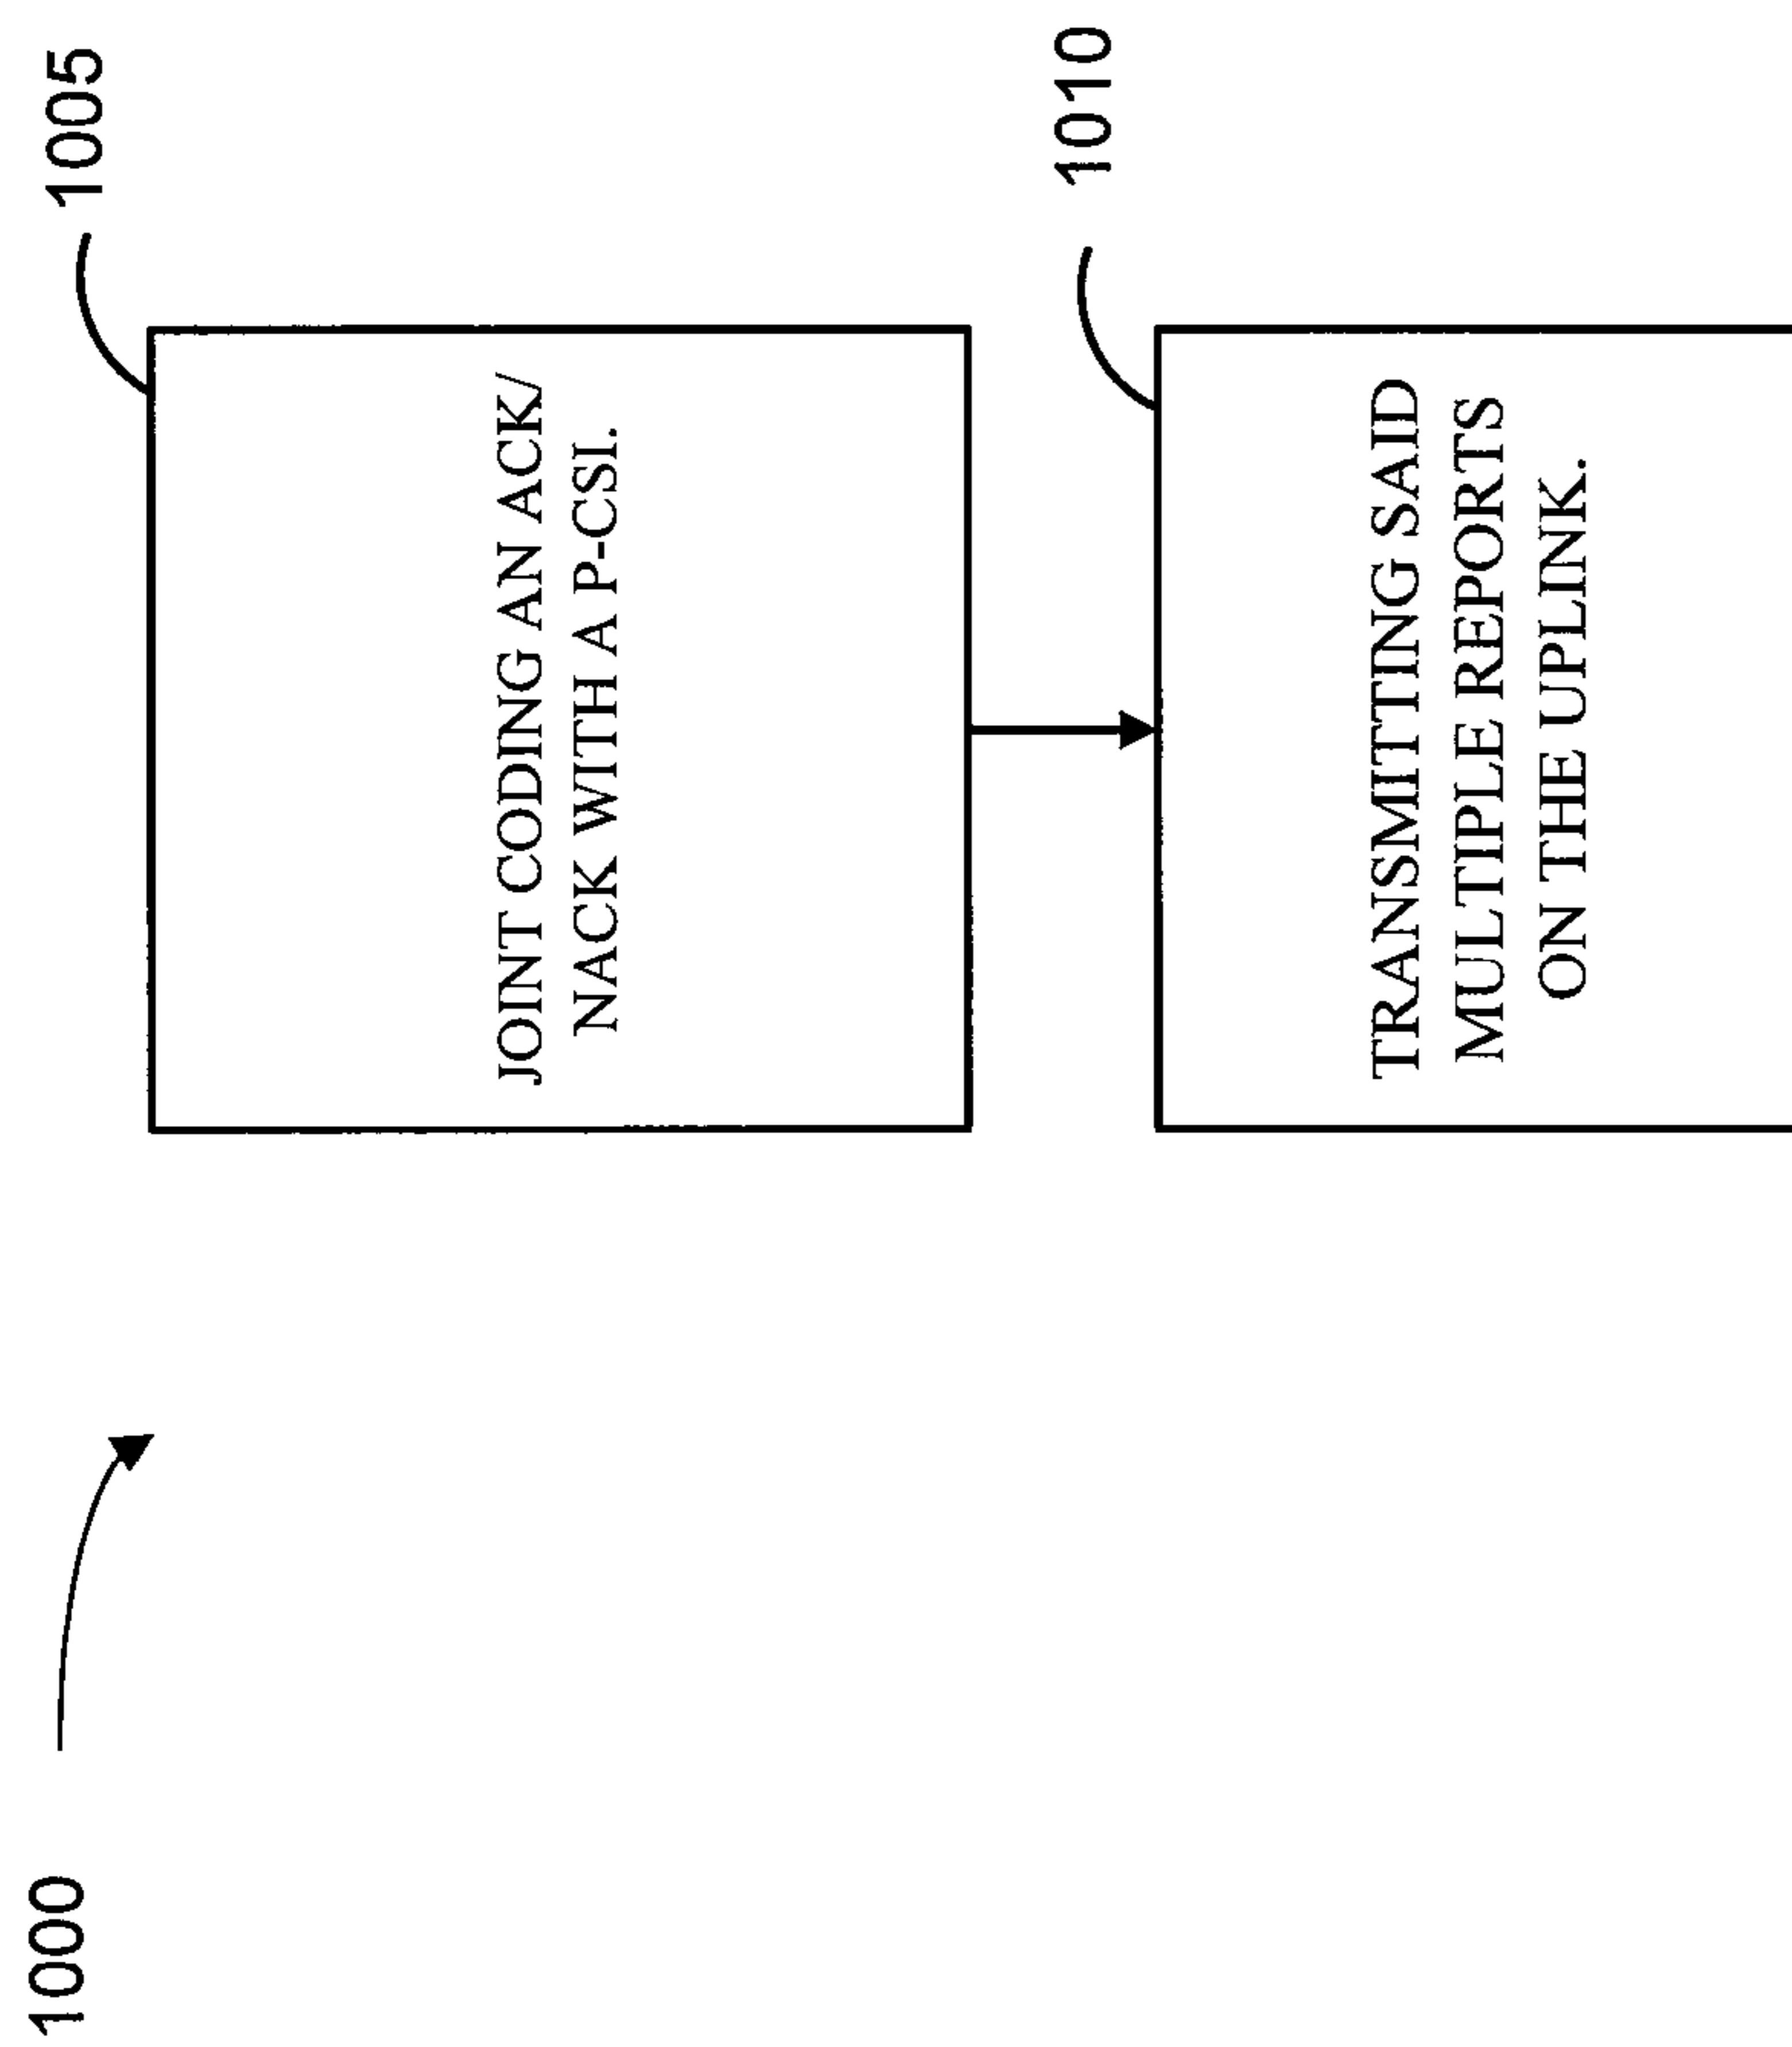 1000
1005
JOINT CODING AN ACK/
NACK WITH A P-CSI.
1010
TRANSMITTING SAID
MULTIPLE REPORTS
ON THE UPLINK.